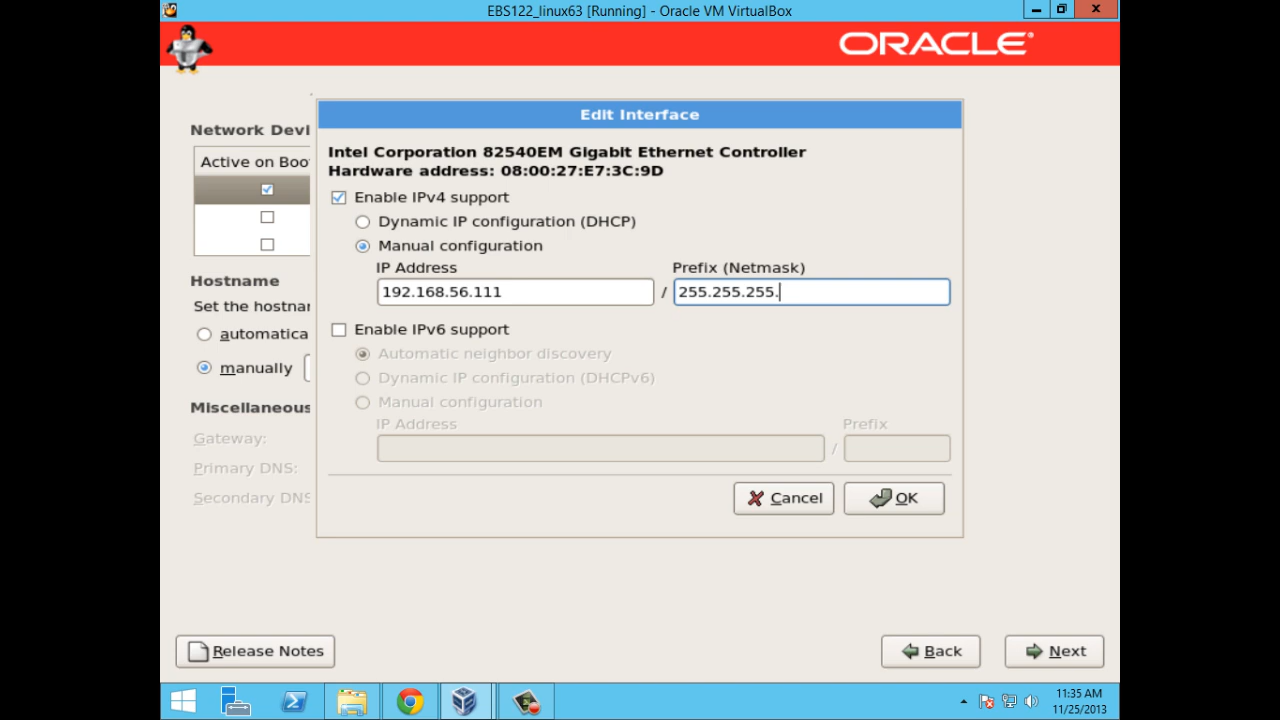 EBS122_linux63 [Running] - Oracle VM VirtualBox
ORACLE
Edit Interface
Network Devi
Active on Boo
Intel Corporation 82540EM Gigabit Ethernet Controller
Hardware address: 08:00:27:E7:3C:9D
Enable IPv4 support
Dynamic IP configuration (DHCP)
Manual configuration
IP Address
Prefix (Netmask)
192.168.56.111 / 255.255.255.
Enable IPv6 support
Automatic neighbor discovery
Dynamic IP configuration (DHCPv6)
Manual configuration
IP Address
Prefix
/
Cancel
OK
Hostname
Set the hostnar
automatica
manually
Miscellaneous
Gateway:
Primary DNS:
Secondary DNS
Release Notes
Back
Next
11:35 AM
11/25/2013